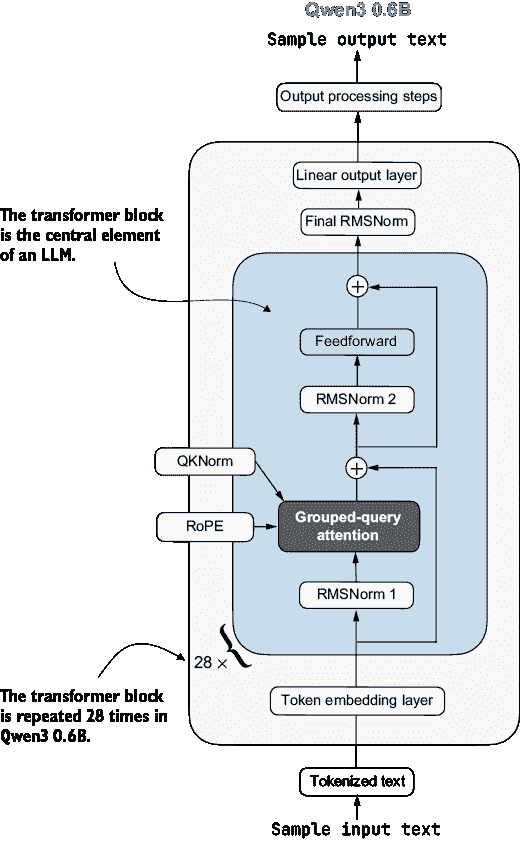 Qwen3 0.6B
Sample output text
Output processing steps
Linear output layer
Final RMSNorm
The transformer block
is the central element
of an LLM.
+
Feedforward
RMSNorm 2
+
QKNorm
RoPE
Grouped-query
attention
RMSNorm 1
28 ×
{
The transformer block
is repeated 28 times in
Qwen3 0.6B.
Token embedding layer
Tokenized text
Sample input text